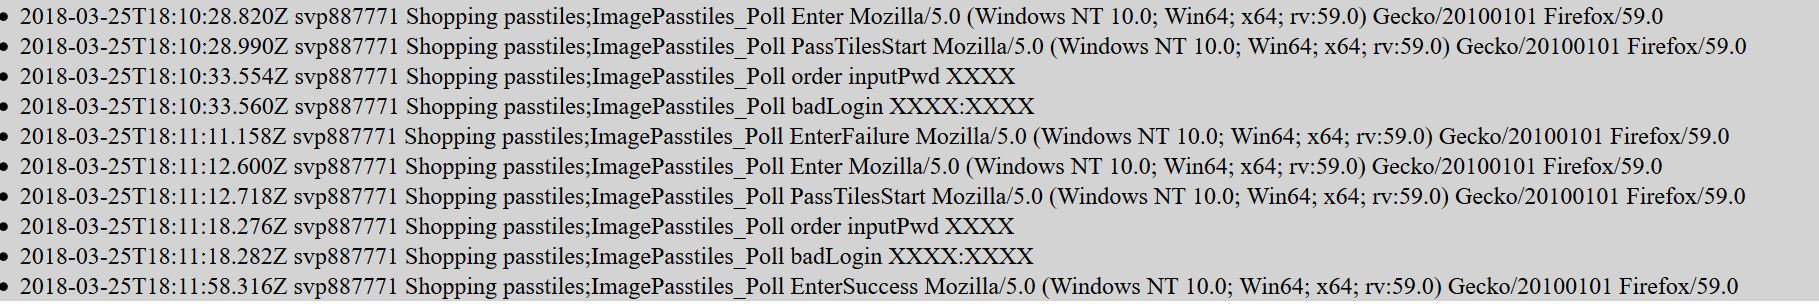 2018-03-25T18:10:28.820Z svp887771 Shopping passtiles;ImagePasstiles_Poll Enter Mozilla/5.0 (Windows NT 10.0; Win64; x64; rv:59.0) Gecko/20100101 Firefox/59.0
2018-03-25T18:10:28.990Z svp887771 Shopping passtiles;ImagePasstiles_Poll PassTilesStart Mozilla/5.0 (Windows NT 10.0; Win64; x64; rv:59.0) Gecko/20100101 Firefox/59.0
2018-03-25T18:10:33.554Z svp887771 Shopping passtiles;ImagePasstiles_Poll order inputPwd XXXX
2018-03-25T18:10:33.560Z svp887771 Shopping passtiles;ImagePasstiles_Poll badLogin XXXX:XXXX
2018-03-25T18:11:11.158Z svp887771 Shopping passtiles;ImagePasstiles_Poll EnterFailure Mozilla/5.0 (Windows NT 10.0; Win64; x64; rv:59.0) Gecko/20100101 Firefox/59.0
2018-03-25T18:11:12.600Z svp887771 Shopping passtiles;ImagePasstiles_Poll Enter Mozilla/5.0 (Windows NT 10.0; Win64; x64; rv:59.0) Gecko/20100101 Firefox/59.0
2018-03-25T18:11:12.718Z svp887771 Shopping passtiles;ImagePasstiles_Poll PassTilesStart Mozilla/5.0 (Windows NT 10.0; Win64; x64; rv:59.0) Gecko/20100101 Firefox/59.0
2018-03-25T18:11:18.276Z svp887771 Shopping passtiles;ImagePasstiles_Poll order inputPwd XXXX
2018-03-25T18:11:18.282Z svp887771 Shopping passtiles;ImagePasstiles_Poll badLogin XXXX:XXXX
2018-03-25T18:11:58.316Z svp887771 Shopping passtiles;ImagePasstiles_Poll EnterSuccess Mozilla/5.0 (Windows NT 10.0; Win64; x64; rv:59.0) Gecko/20100101 Firefox/59.0